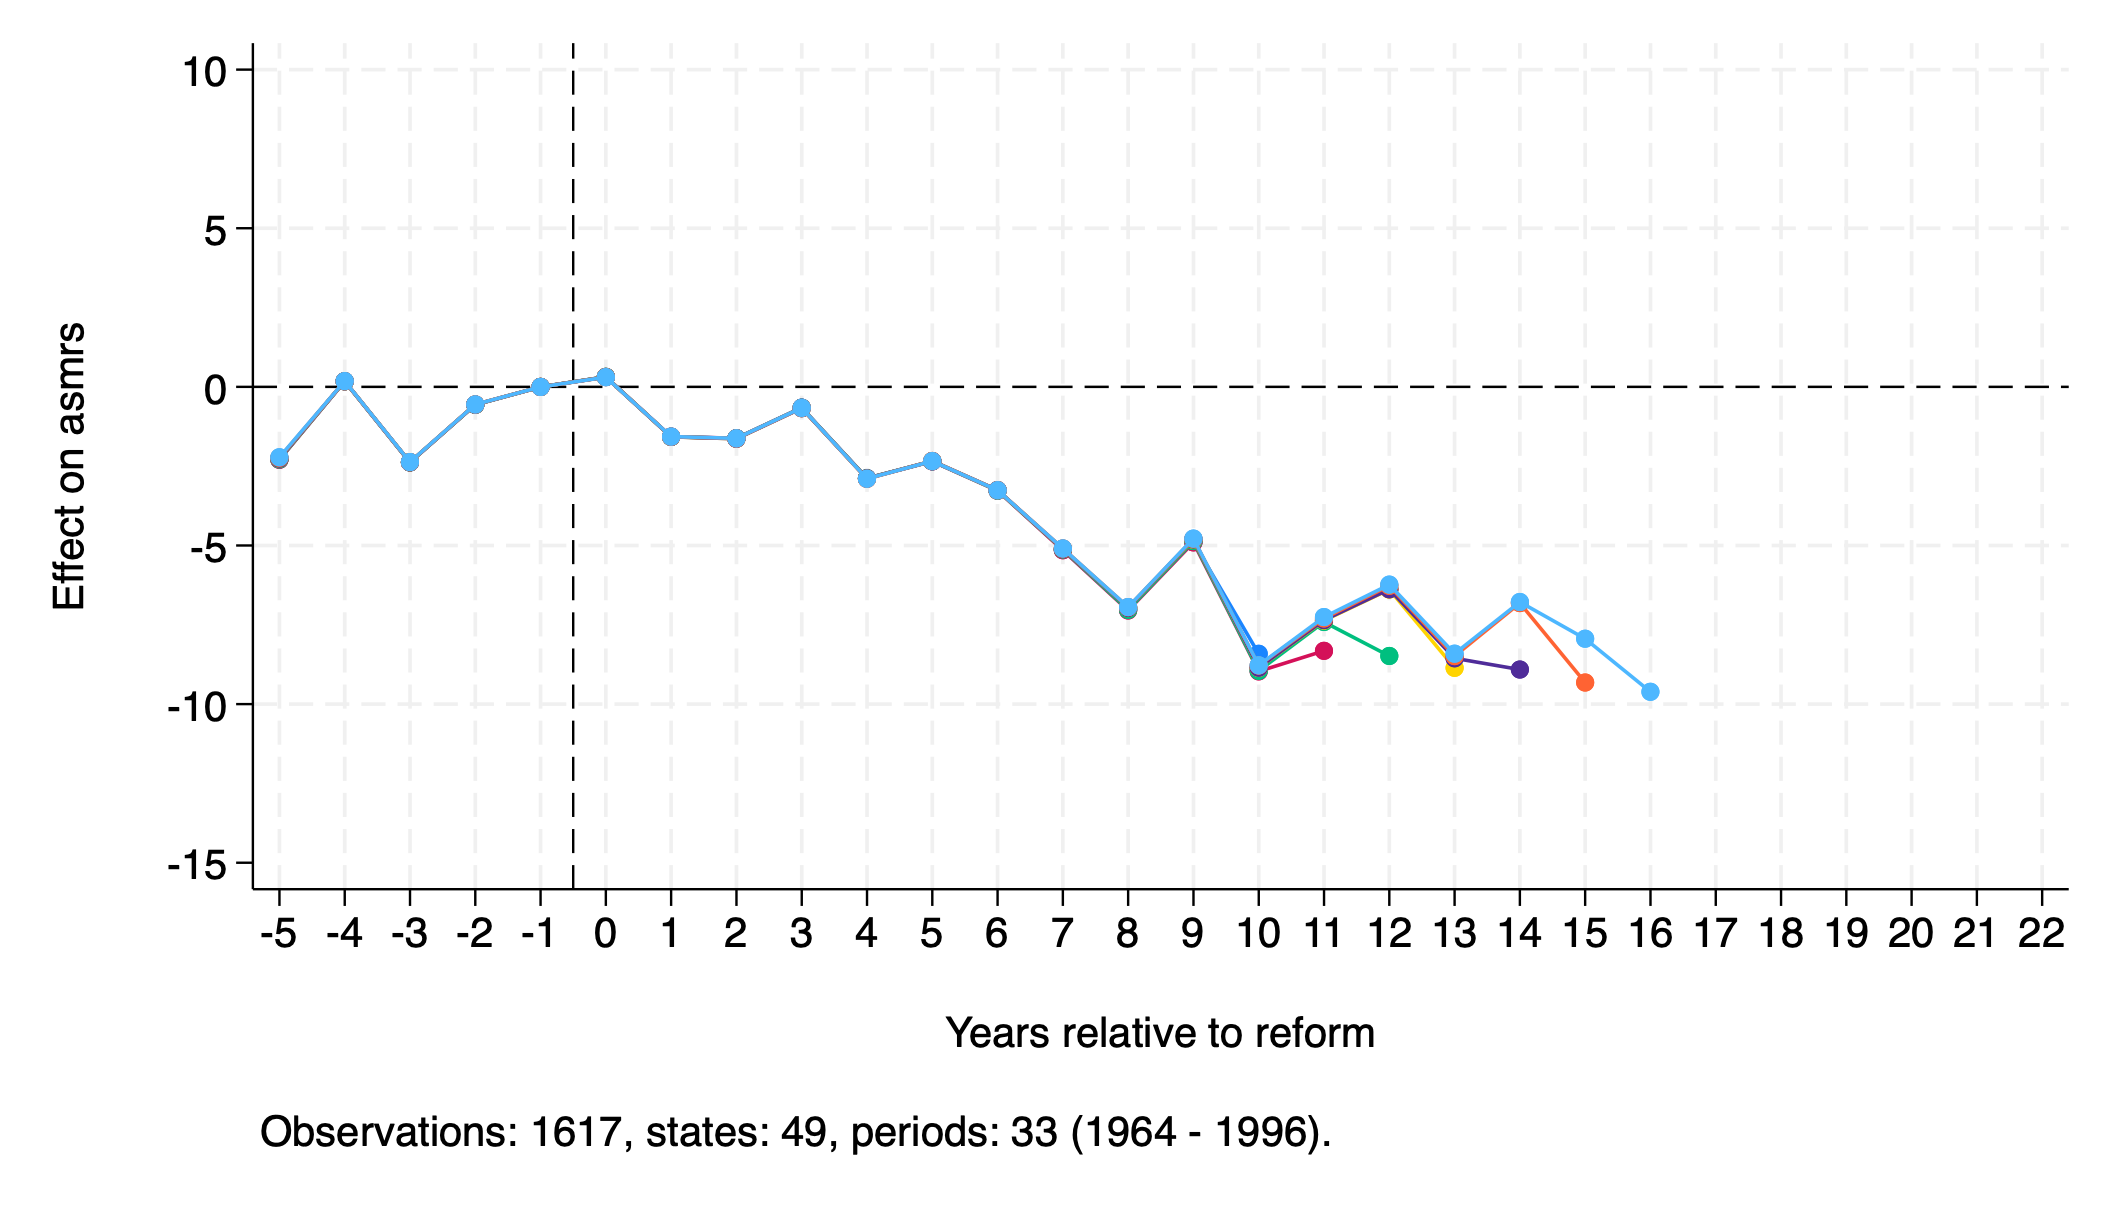 10
5
0
-5
-10
-15
Effect on asmrs
-5 -4 -3 -2 -1 0 1 2 3 4 5 6 7 8 9 10 11 12 13 14 15 16 17 18 19 20 21 22
Years relative to reform
Observations: 1617, states: 49, periods: 33 (1964 - 1996).